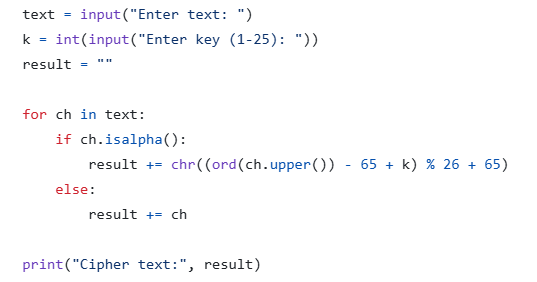 text = input("Enter text: ")
k = int(input("Enter key (1-25): "))
result = ""

for ch in text:
    if ch.isalpha():
        result += chr((ord(ch.upper()) - 65 + k) % 26 + 65)
    else:
        result += ch

print("Cipher text:", result)